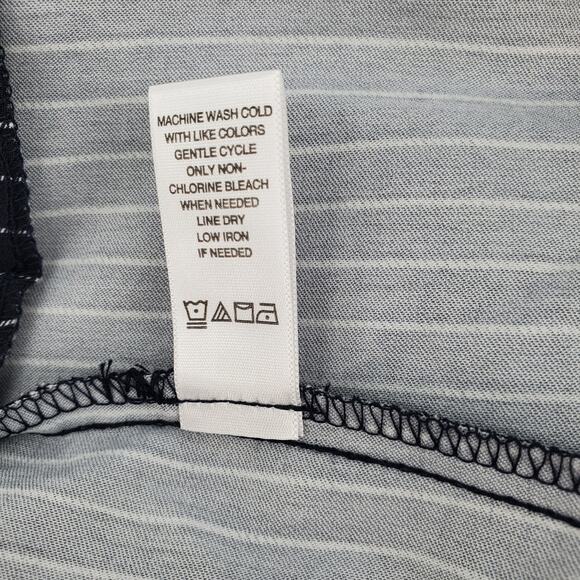 MACHINE WASH COLD
WITH LIKE COLORS
GENTLE CYCLE
ONLY NON-
CHLORINE BLEACH
WHEN NEEDED
LINE DRY
LOW IRON
IF NEEDED